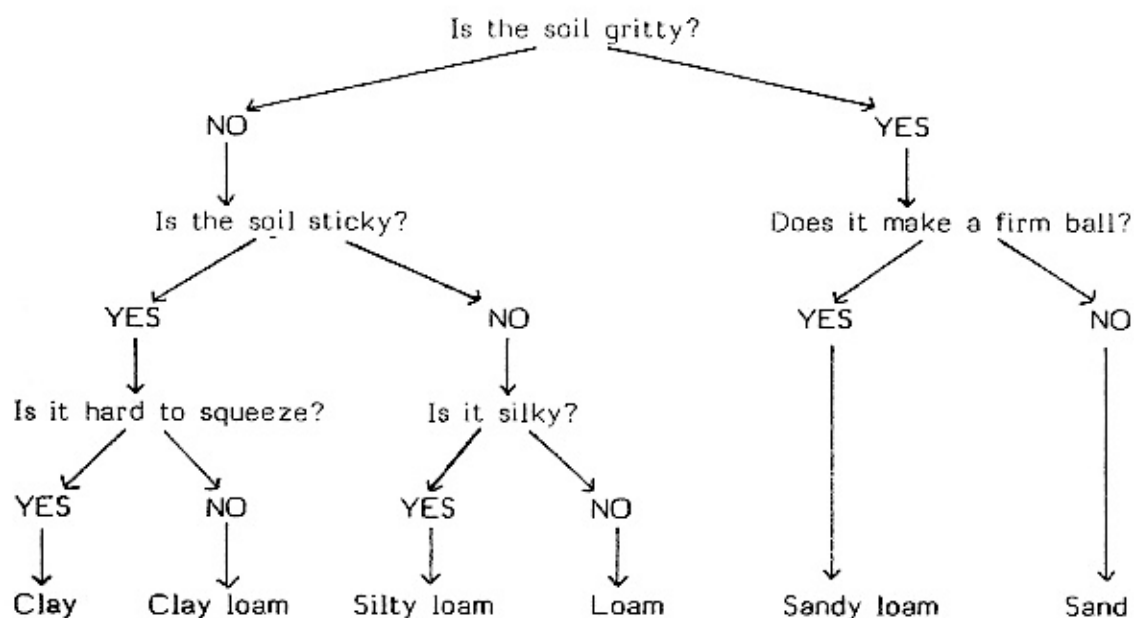 Is the soil gritty?
NO
YES
Is the soil sticky?
Does it make a firm ball?
YES
NO
YES
NO
Is it hard to squeeze?
Is it silky?
YES
NO
YES
NO
Clay
Clay loam
Silty loam
Loam
Sandy loam
Sand